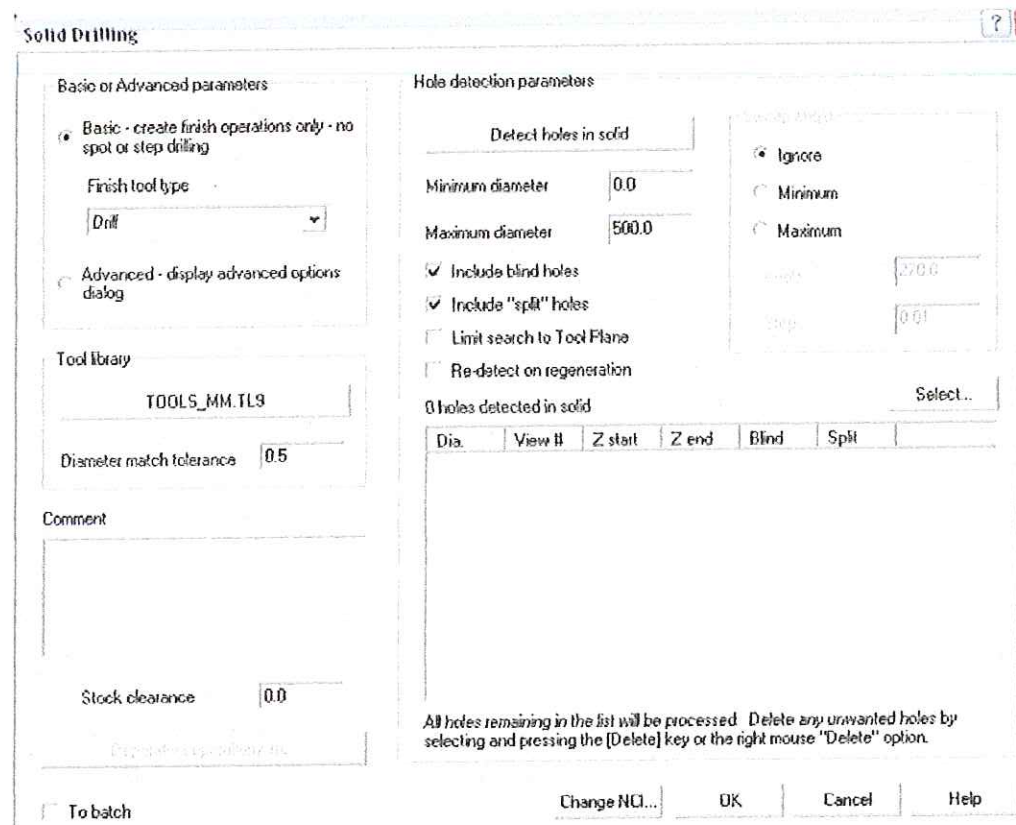 Solid Drilling
?
Basic or Advanced parameters
Basic - create finish operations only - no
spot or step drilling
Finish tool type
Drill
Advanced - display advanced options
dialog
Tool library
TOOLS_MM.TL9
Diameter match tolerance 0.5
Comment
Stock clearance 0.0
To batch
Hole detection parameters
Detect holes in solid
Minimum diameter 0.0
Maximum diameter 500.0
Include blind holes
Include "split" holes
Limit search to Tool Plane
Re-detect on regeneration
Ignore
Minimum
Maximum
270.0
Step 0.01
0 holes detected in solid
Select...
Dia. View # Z start Z end Blind Split
All holes remaining in the list will be processed. Delete any unwanted holes by
selecting and pressing the [Delete] key or the right mouse "Delete" option.
Change NCI... OK Cancel Help